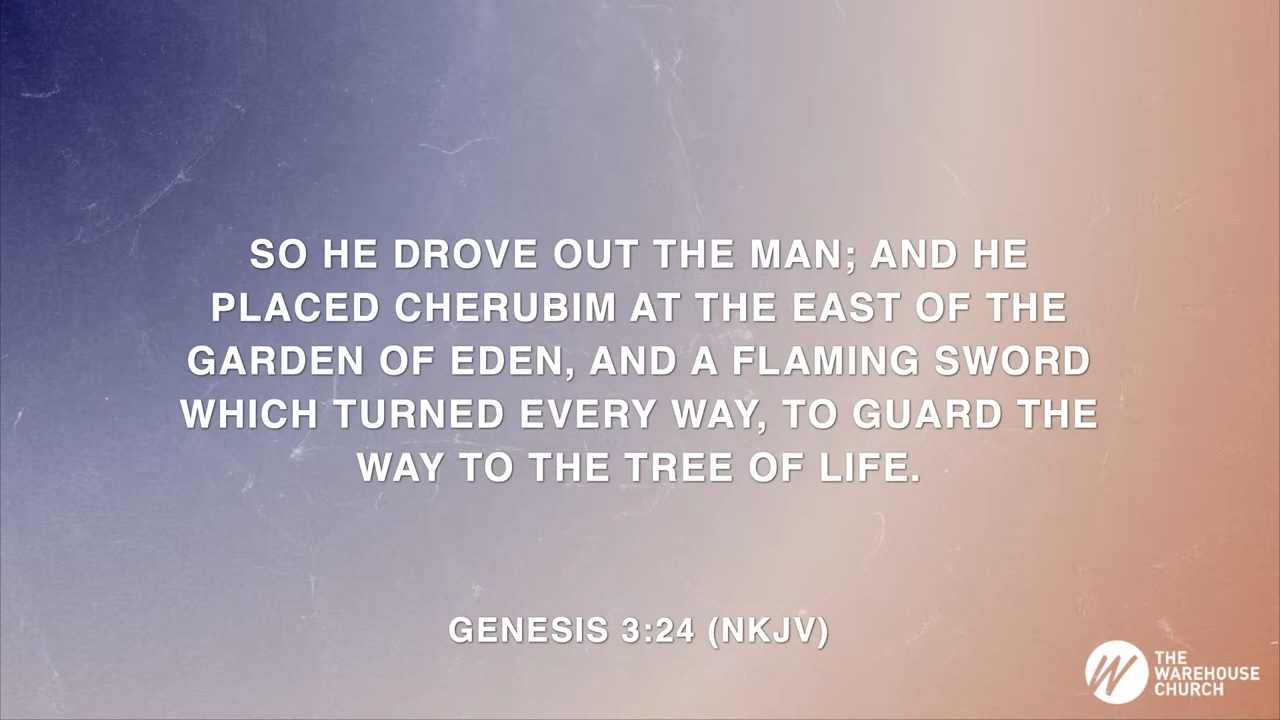 SO HE DROVE OUT THE MAN; AND HE
PLACED CHERUBIM AT THE EAST OF THE
GARDEN OF EDEN, AND A FLAMING SWORD
WHICH TURNED EVERY WAY, TO GUARD THE
WAY TO THE TREE OF LIFE.
GENESIS 3:24 (NKJV)
THE
WAREHOUSE
CHURCH